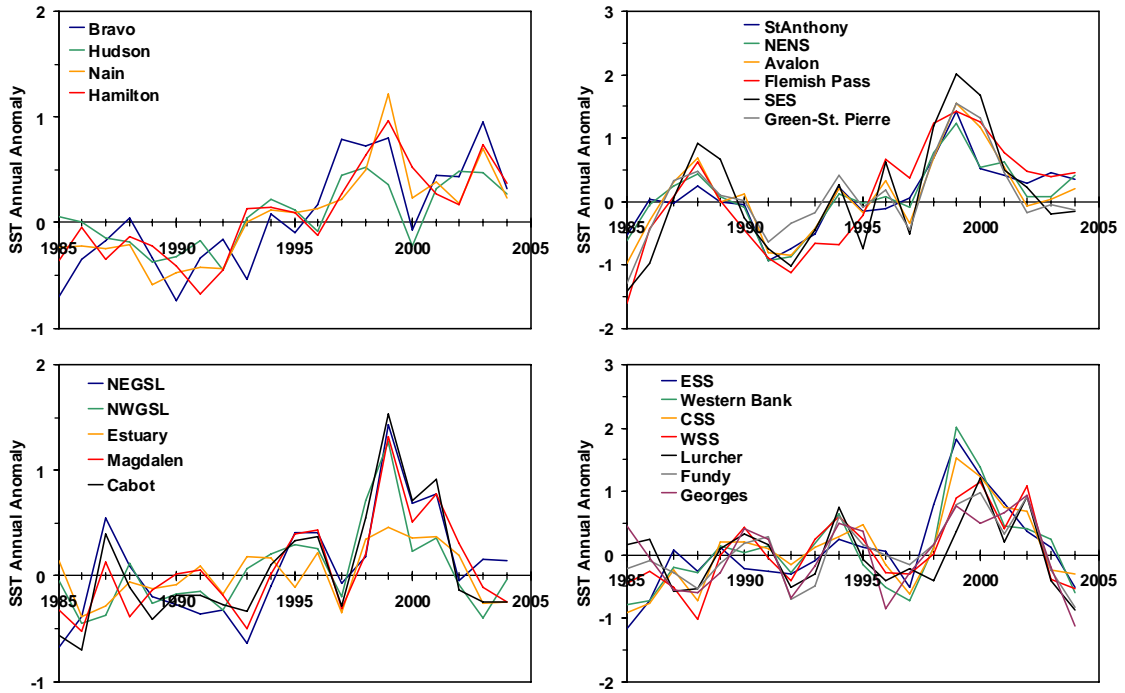 2
1
0
-1
SST Annual Anomaly
Bravo
Hudson
Nain
Hamilton
1985
1990
1995
2000
2005
3
2
1
0
-1
-2
SST Annual Anomaly
StAnthony
NENS
Avalon
Flemish Pass
SES
Green-St. Pierre
1985
1990
1995
2000
2005
2
1
0
-1
SST Annual Anomaly
NEGSL
NWGSL
Estuary
Magdalen
Cabot
1985
1990
1995
2000
2005
3
2
1
0
-1
-2
SST Annual Anomaly
ESS
Western Bank
CSS
WSS
Lurcher
Fundy
Georges
1985
1990
1995
2000
2005